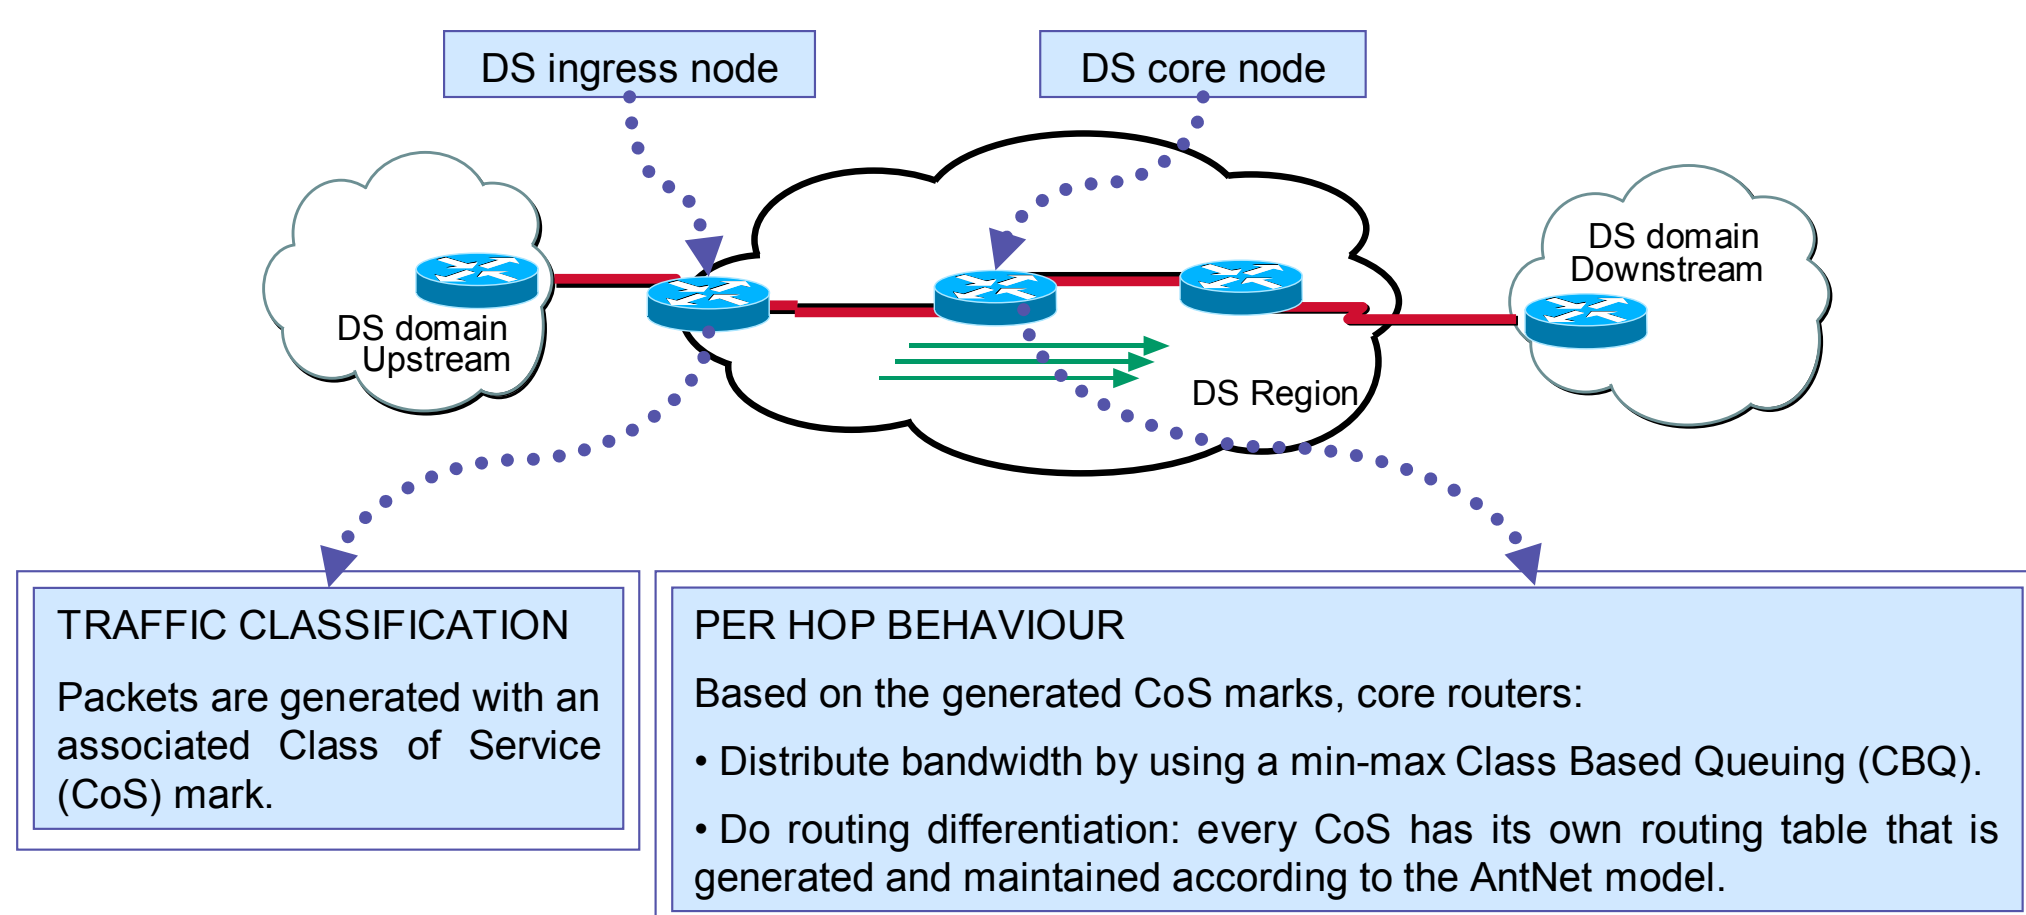 DS ingress node
DS core node
DS domain
Upstream
DS Region
DS domain
Downstream
TRAFFIC CLASSIFICATION
Packets are generated with an
associated Class of Service
(CoS) mark.
PER HOP BEHAVIOUR
Based on the generated CoS marks, core routers:
• Distribute bandwidth by using a min-max Class Based Queuing (CBQ).
• Do routing differentiation: every CoS has its own routing table that is
generated and maintained according to the AntNet model.